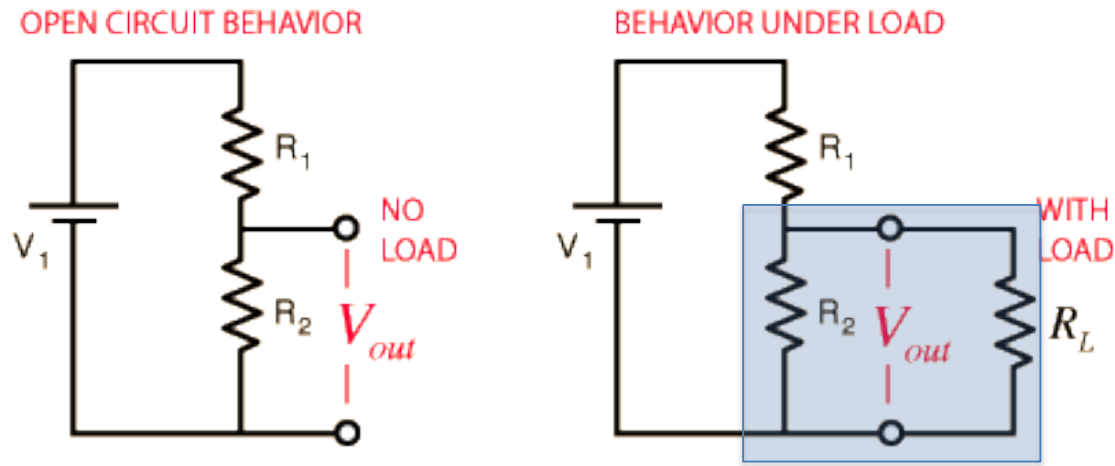 OPEN CIRCUIT BEHAVIOR
R1
NO
LOAD
V1
R2
Vout
BEHAVIOR UNDER LOAD
R1
WITH
LOAD
V1
R2
Vout
RL